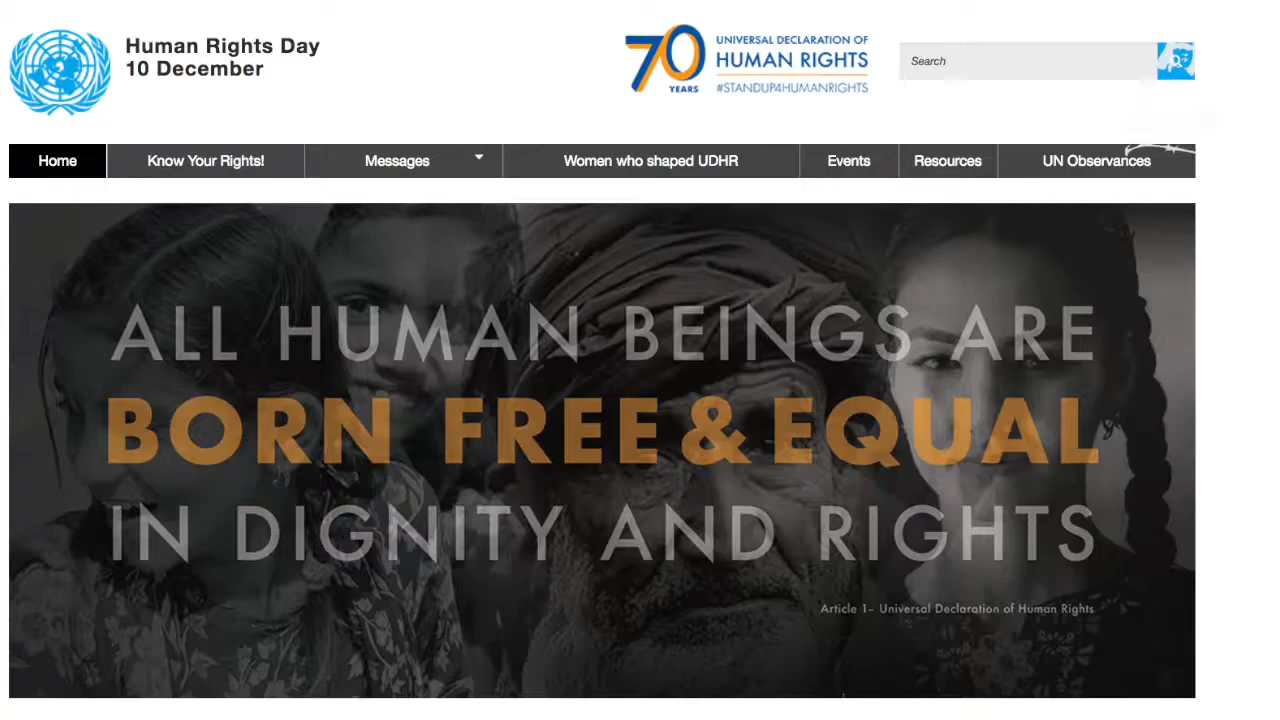 Human Rights Day
10 December
70
YEARS
UNIVERSAL DECLARATION OF
HUMAN RIGHTS
#STANDUP4HUMANRIGHTS
Search
Home
Know Your Rights!
Messages
Women who shaped UDHR
Events
Resources
UN Observances
ALL HUMAN BEINGS ARE
BORN FREE & EQUAL
IN DIGNITY AND RIGHTS
Article 1– Universal Declaration of Human Rights